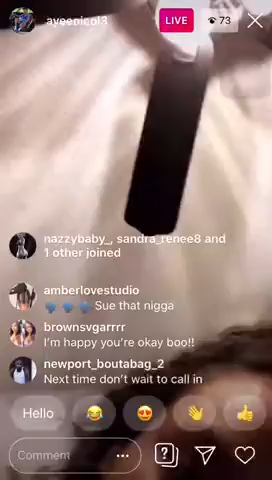 ayeenicol3
LIVE
73
nazzybaby_, sandra_renee8 and
1 other joined
amberlovestudio
🗣🗣🗣 Sue that nigga
brownsvgarrrr
I'm happy you're okay boo!!
newport_boutabag_2
Next time don't wait to call in
Hello
Comment